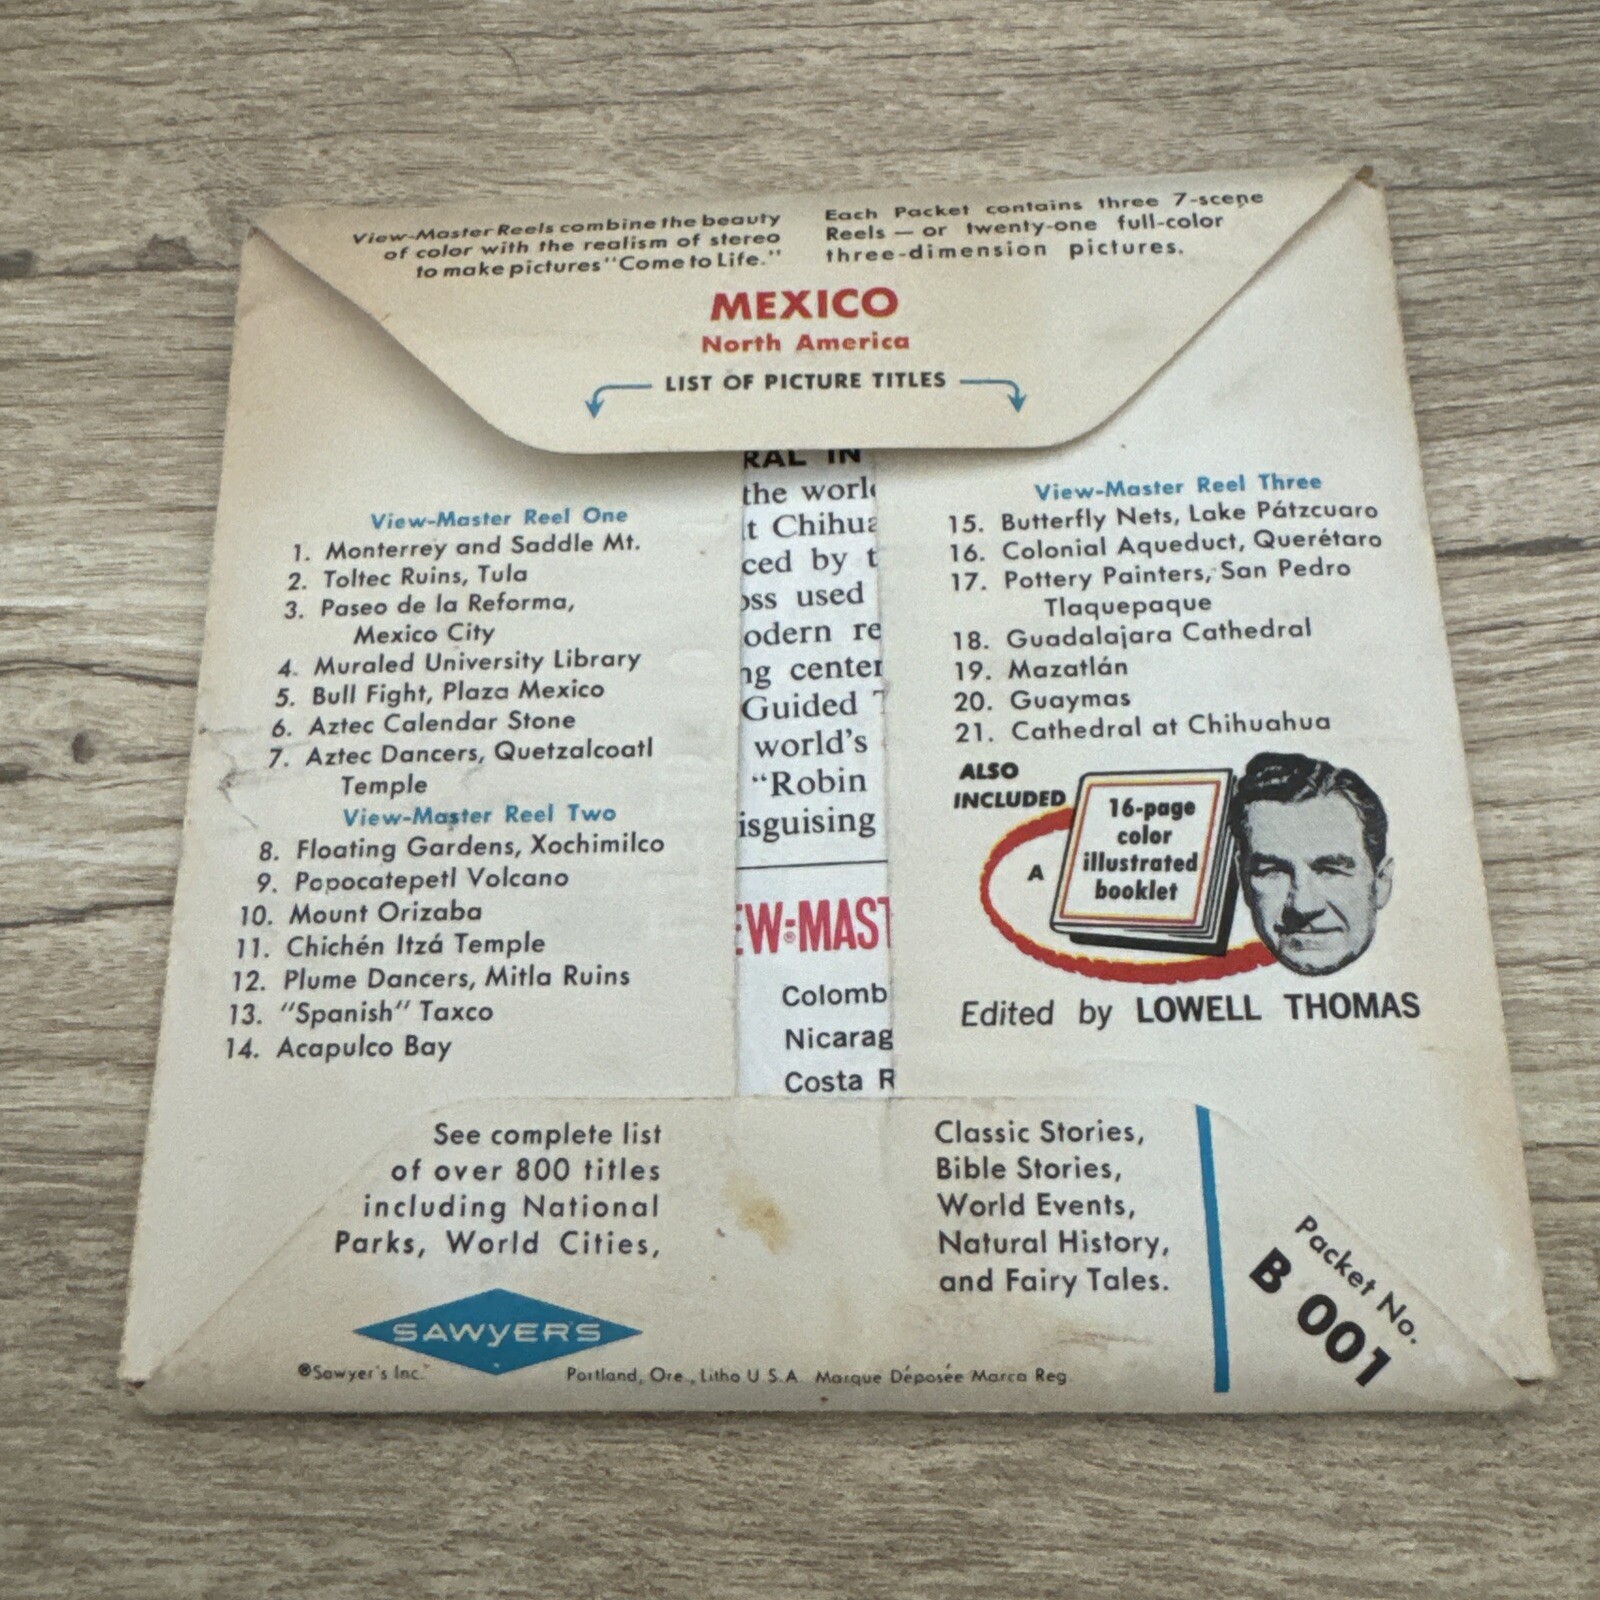 View-Master Reels combine the beauty
of color with the realism of stereo
to make pictures "Come to Life."
Each Packet contains three 7-scene
Reels — or twenty-one full-color
three-dimension pictures.
MEXICO
North America
LIST OF PICTURE TITLES
View-Master Reel One
1. Monterrey and Saddle Mt.
2. Toltec Ruins, Tula
3. Paseo de la Reforma,
Mexico City
4. Muraled University Library
5. Bull Fight, Plaza Mexico
6. Aztec Calendar Stone
7. Aztec Dancers, Quetzalcoatl
Temple
View-Master Reel Two
8. Floating Gardens, Xochimilco
9. Popocatepetl Volcano
10. Mount Orizaba
11. Chichén Itzá Temple
12. Plume Dancers, Mitla Ruins
13. "Spanish" Taxco
14. Acapulco Bay
RAL IN
the worl
t Chihua
ced by t
oss used
odern re
ng center
Guided T
world's
"Robin
isguising
EW-MAST
Colomb
Nicarag
Costa R
View-Master Reel Three
15. Butterfly Nets, Lake Pátzcuaro
16. Colonial Aqueduct, Querétaro
17. Pottery Painters, San Pedro
Tlaquepaque
18. Guadalajara Cathedral
19. Mazatlán
20. Guaymas
21. Cathedral at Chihuahua
ALSO
INCLUDED
A
16-page
color
illustrated
booklet
Edited by LOWELL THOMAS
See complete list
of over 800 titles
including National
Parks, World Cities,
Classic Stories,
Bible Stories,
World Events,
Natural History,
and Fairy Tales.
Packet No.
B 001
SAWYER'S
®Sawyer's Inc. Portland, Ore., Litho U.S.A. Marque Déposée Marca Reg.